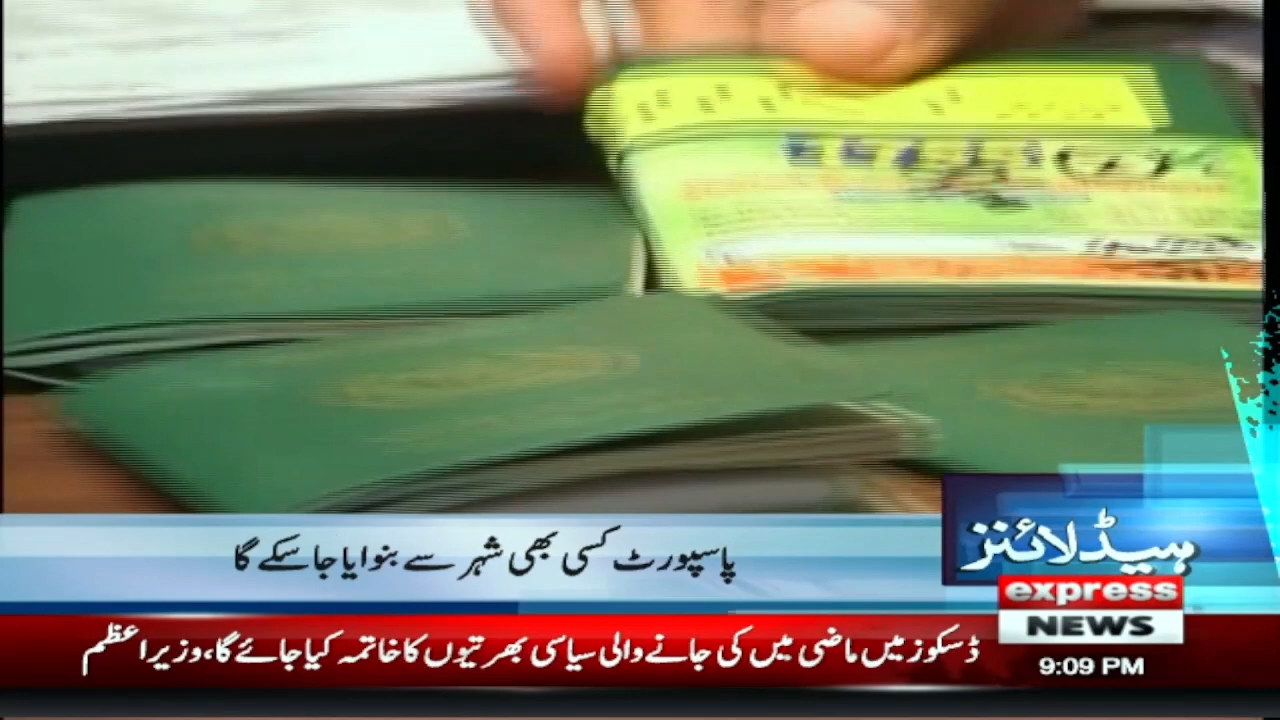 ہیڈلائنز
پاسپورٹ کسی بھی شہر سے بنوایا جاسکے گا
express
NEWS
ڈسکوز میں ماضی میں کی جانے والی سیاسی بھرتیوں کا خاتمہ کیا جائے گا، وزیراعظم
9:09 PM